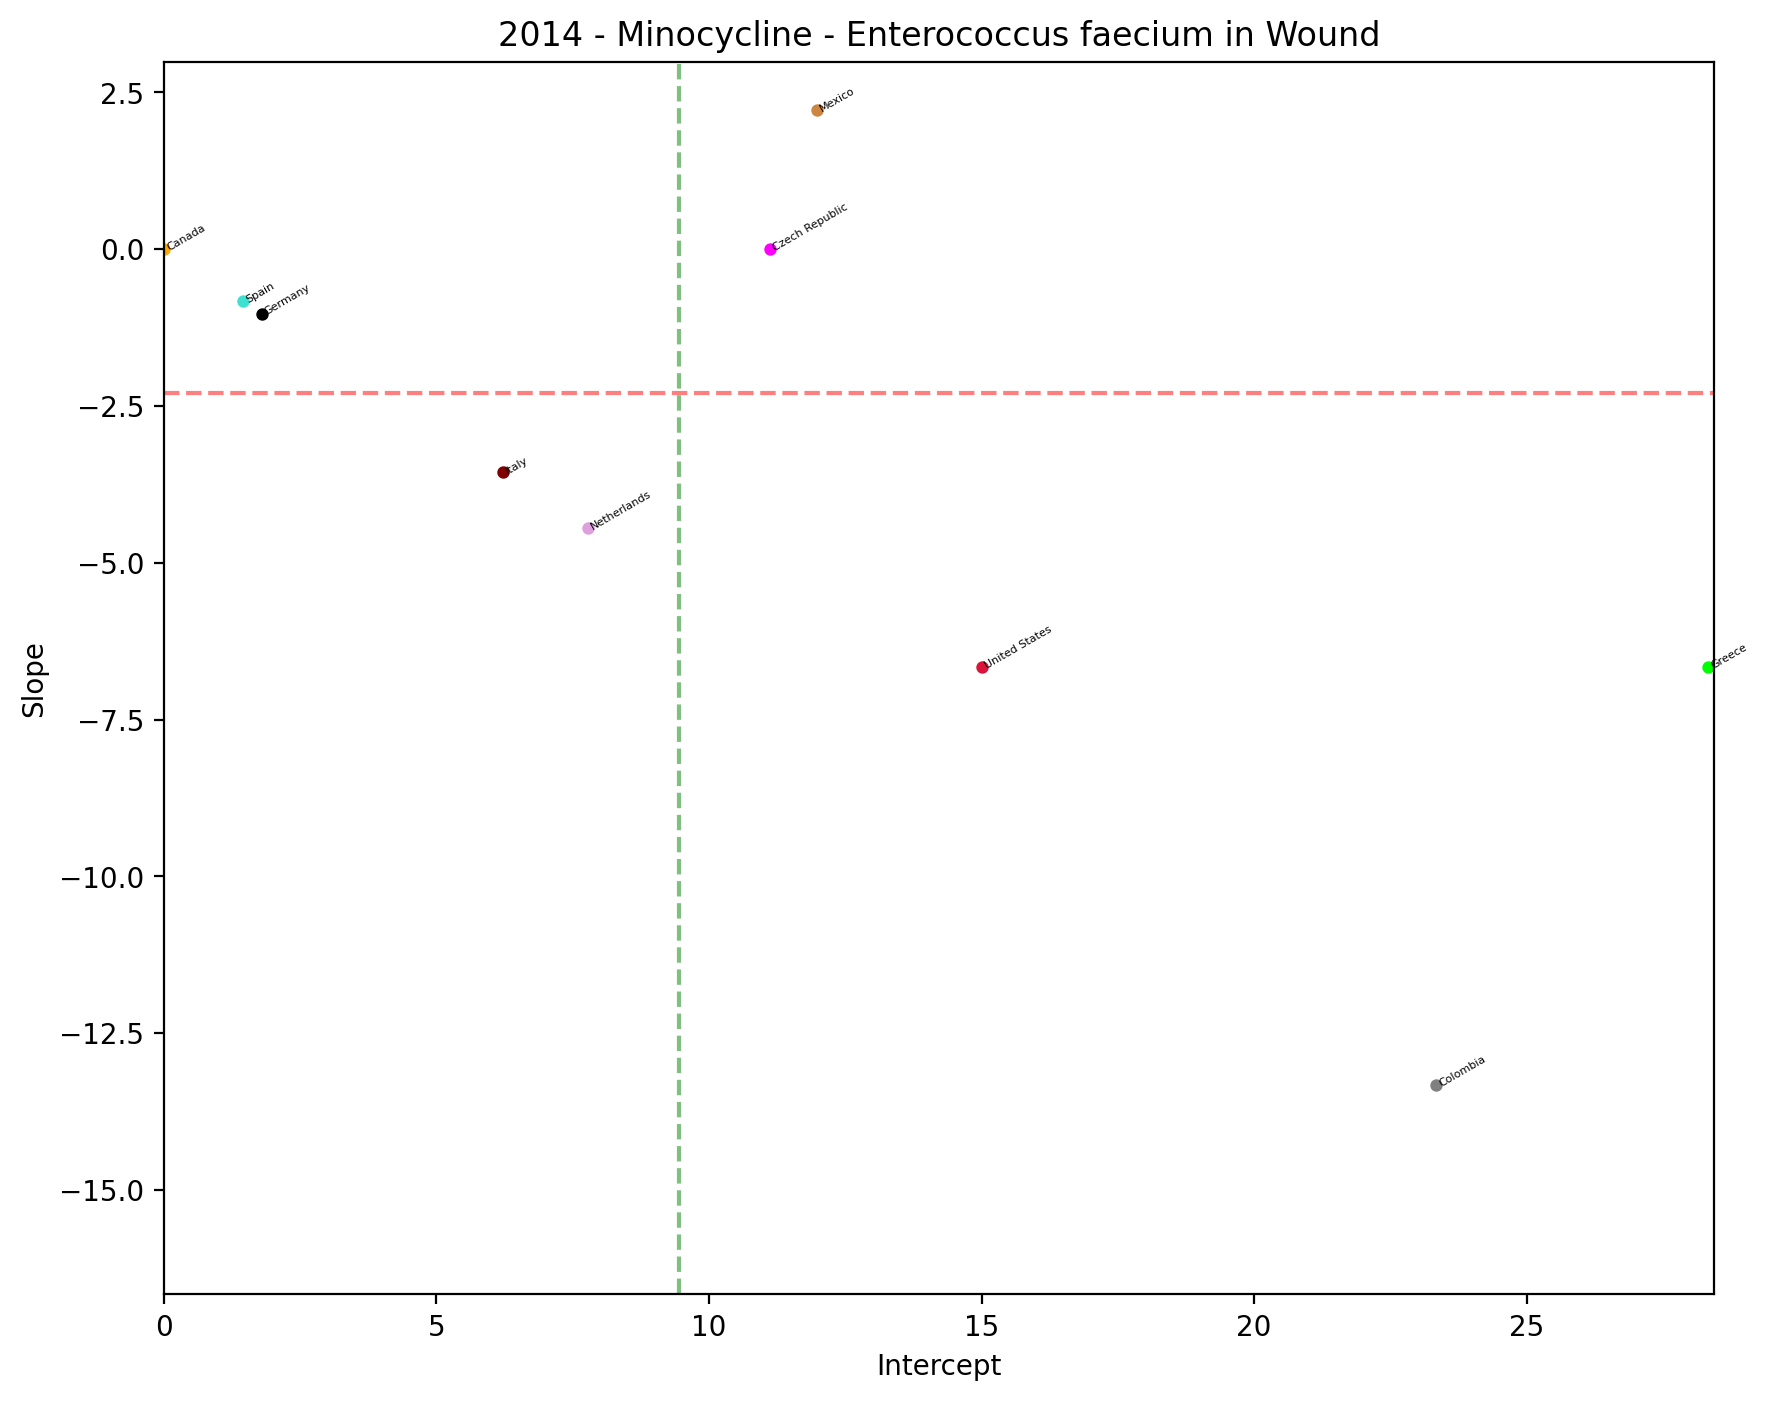 2014 - Minocycline - Enterococcus faecium in Wound
2.5
Mexico
Czech Republic
0.0
Canada
Spain
Germany
−2.5
Italy
Netherlands
−5.0
United States
Greece
Slope
−7.5
−10.0
−12.5
Colombia
−15.0
0
5
10
15
20
25
Intercept